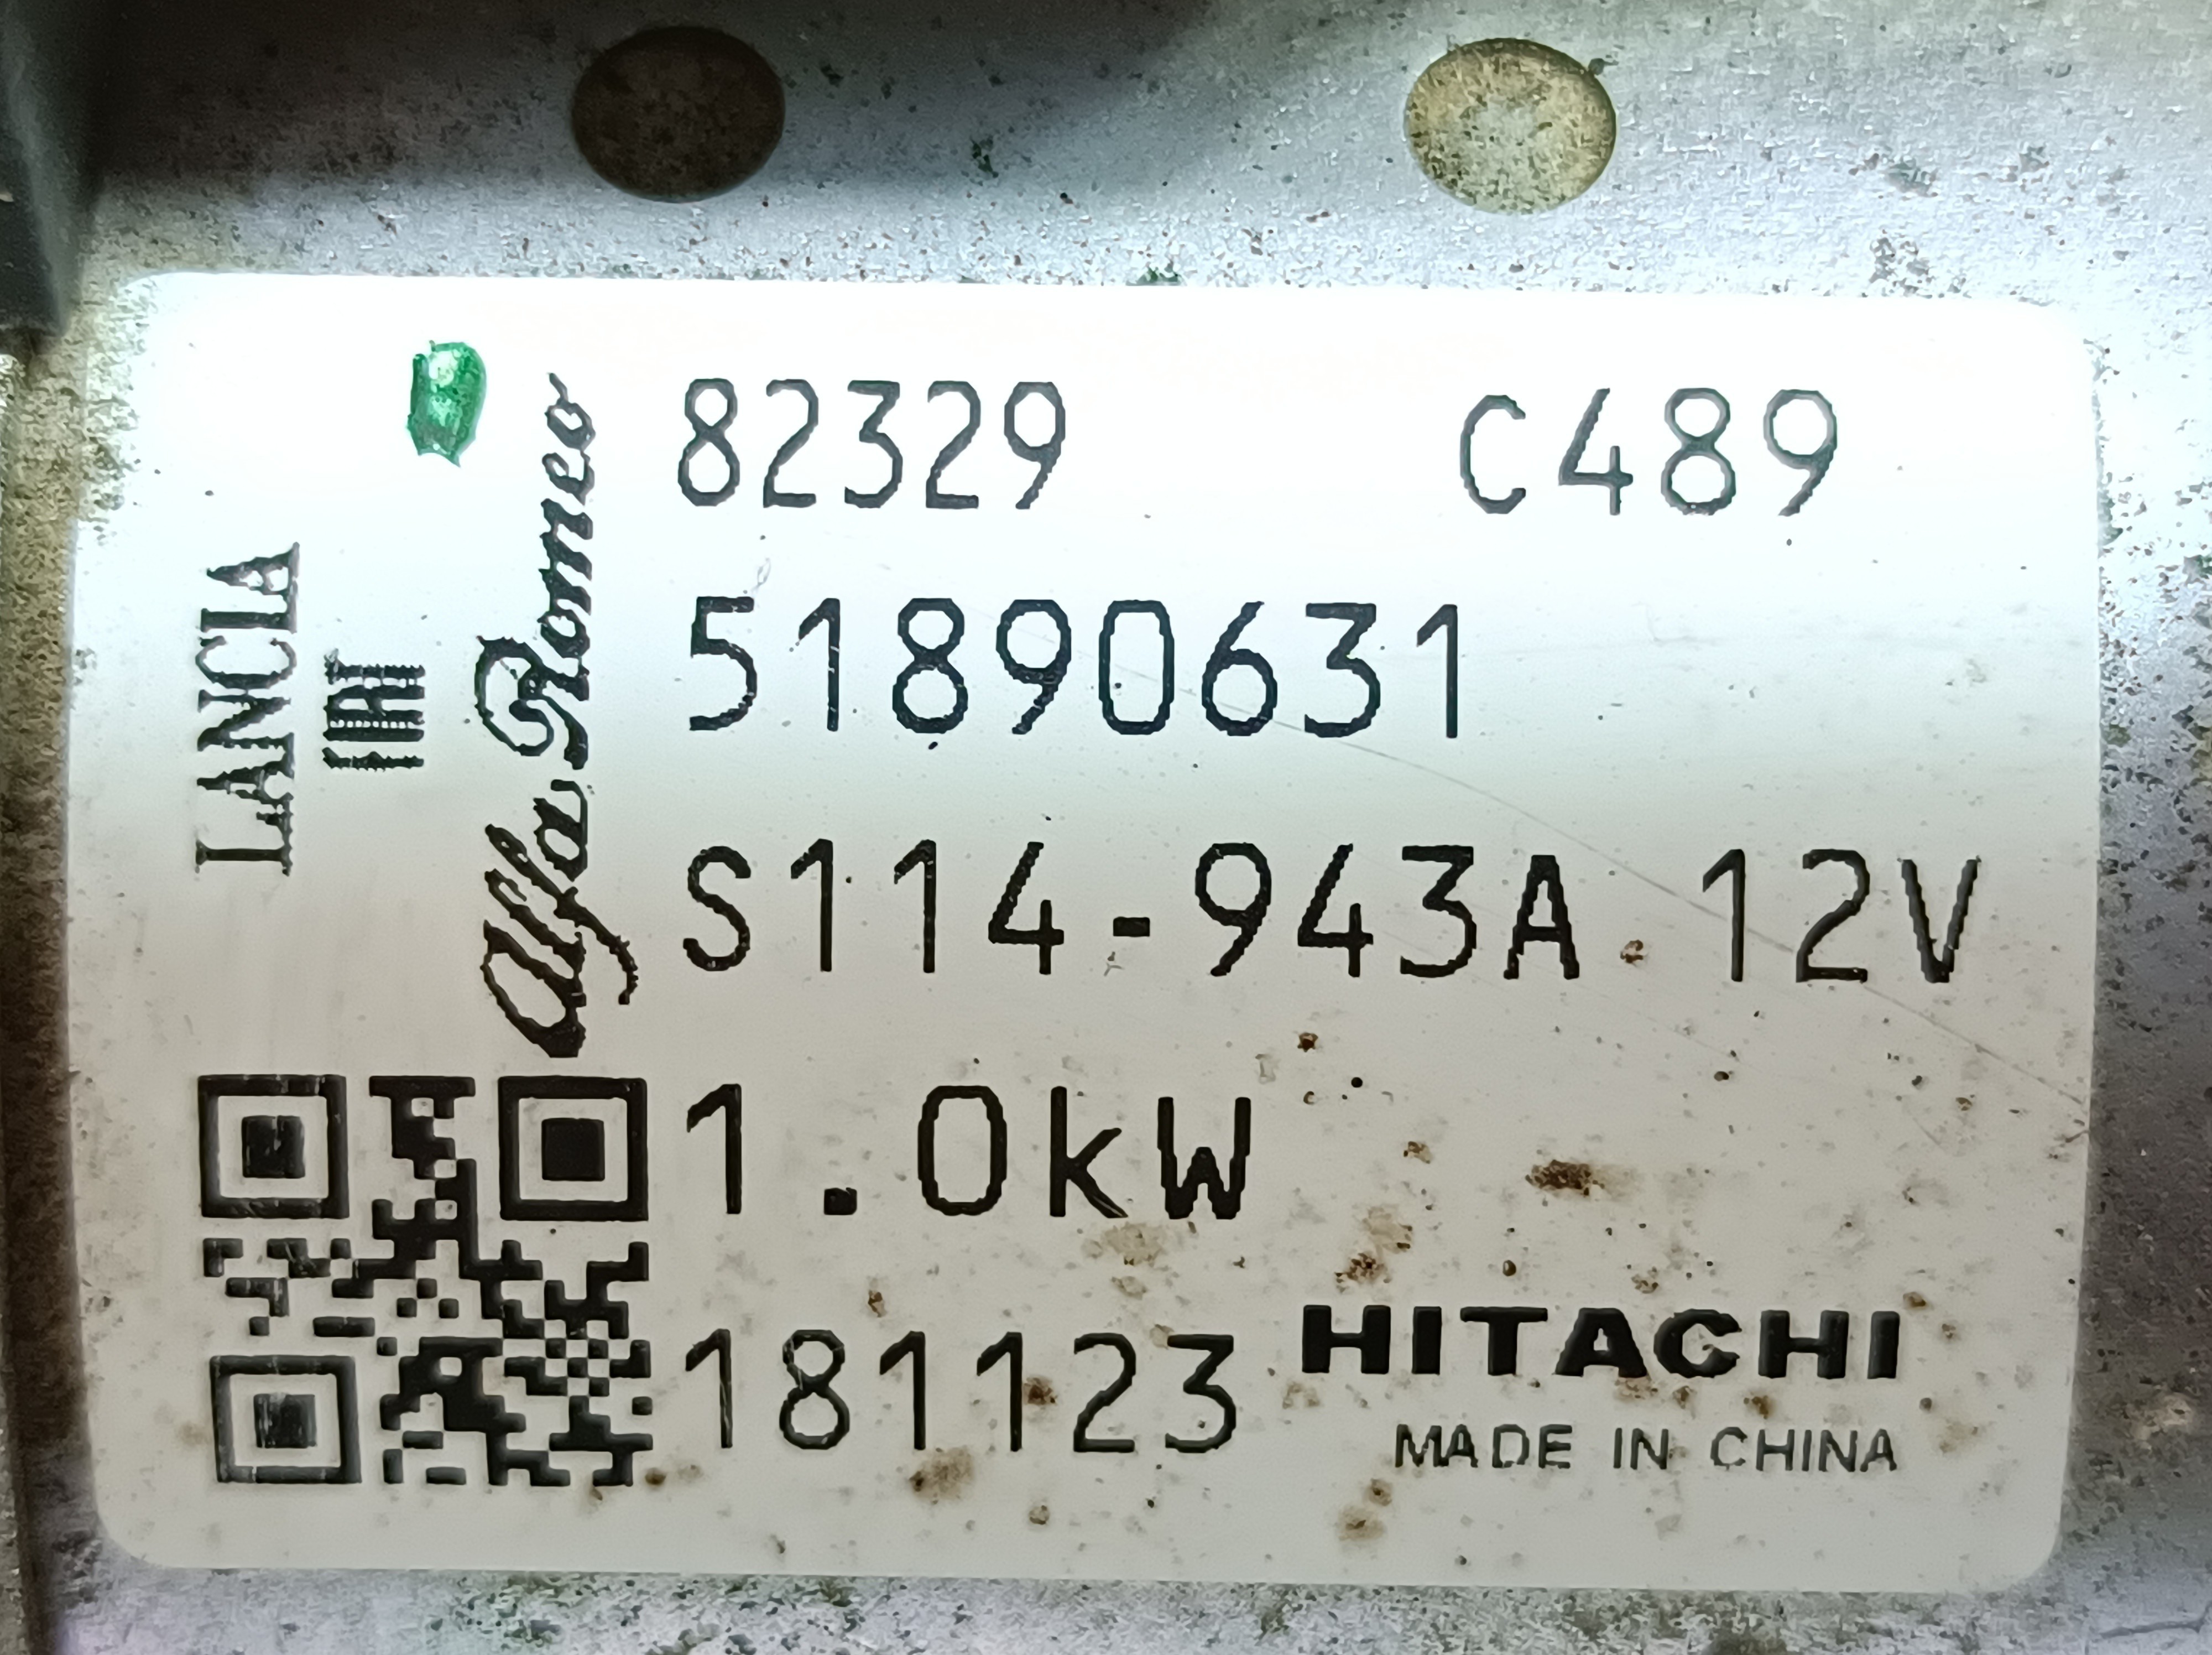 LANCIA
FIAT
Alfa Romeo
82329 C489
51890631
S114-943A 12V
1.0kW
181123 HITACHI
MADE IN CHINA